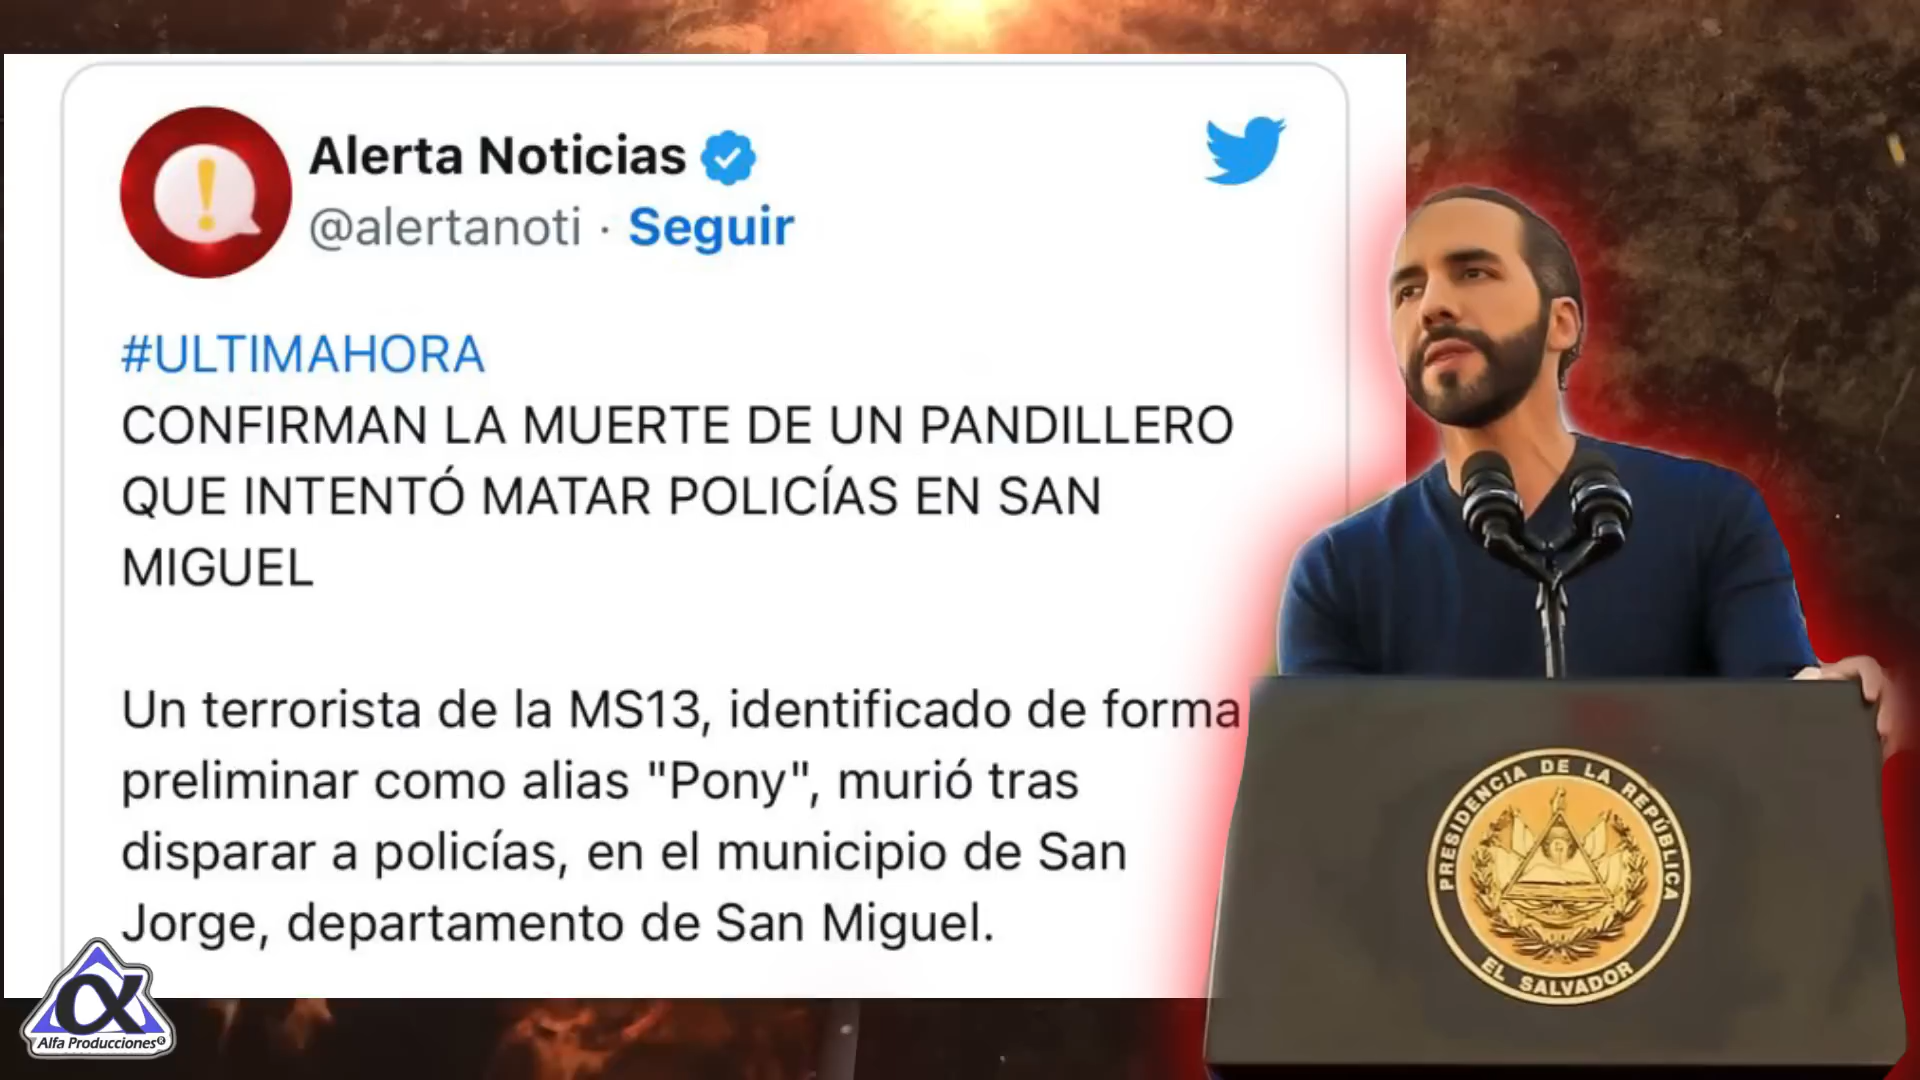 Alerta Noticias
@alertanoti · Seguir
#ULTIMAHORA
CONFIRMAN LA MUERTE DE UN PANDILLERO
QUE INTENTÓ MATAR POLICÍAS EN SAN
MIGUEL
Un terrorista de la MS13, identificado de forma
preliminar como alias "Pony", murió tras
disparar a policías, en el municipio de San
Jorge, departamento de San Miguel.
PRESIDENCIA DE LA REPÚBLICA
EL SALVADOR
α
Alfa Producciones®